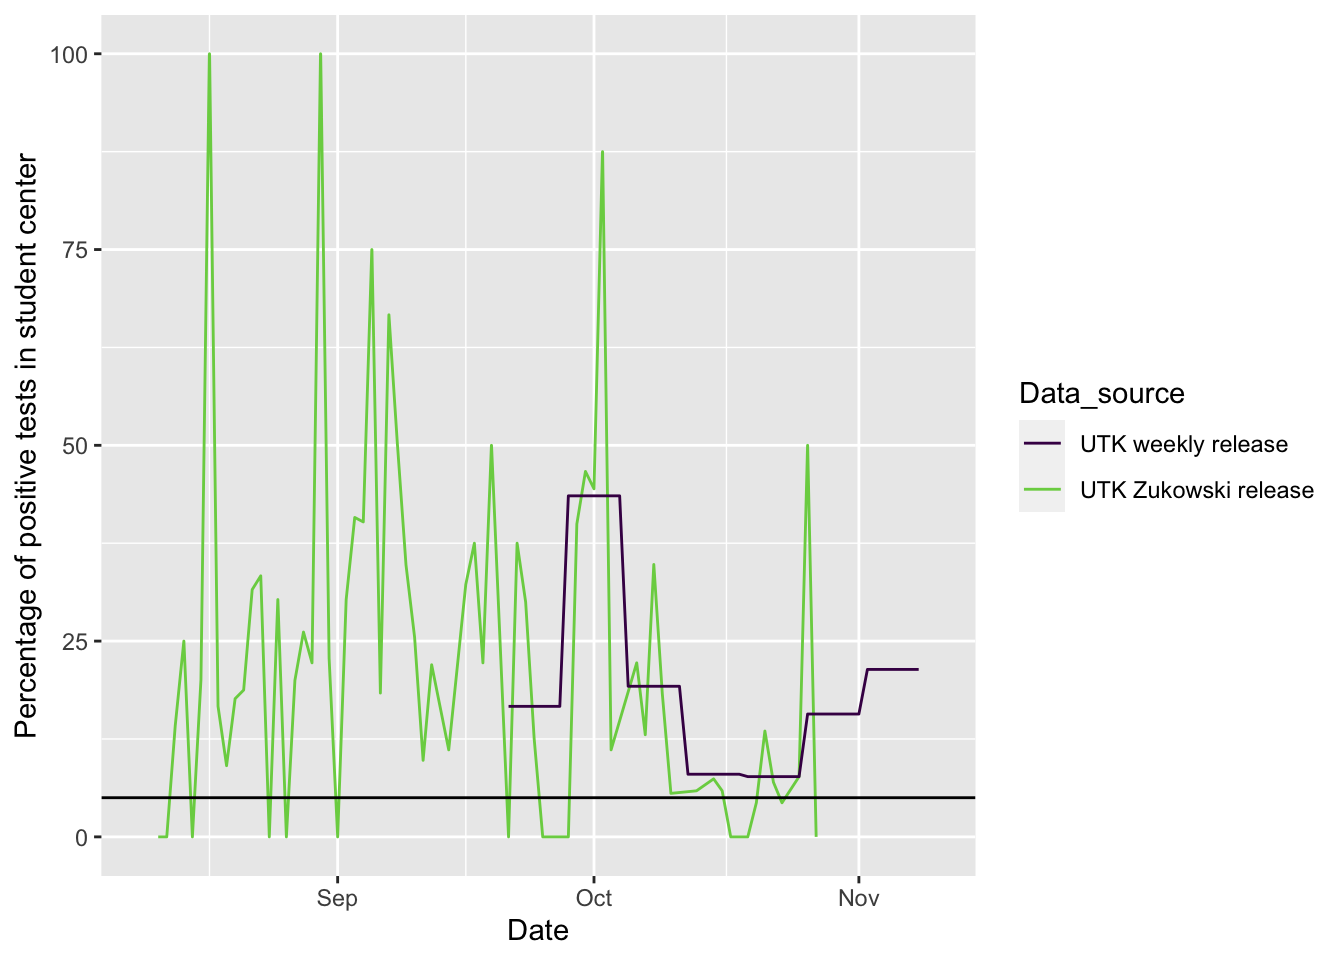 Percentage of positive tests in student center
100
75
50
25
0
Sep
Oct
Nov
Date
Data_source
UTK weekly release
UTK Zukowski release